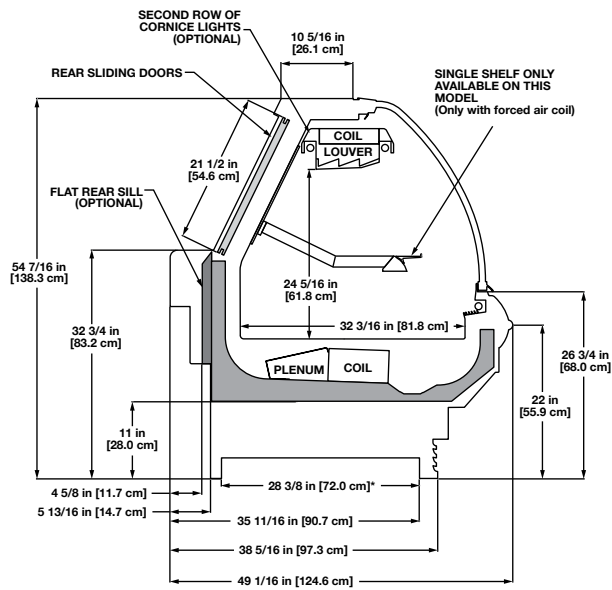 SECOND ROW OF
CORNICE LIGHTS
(OPTIONAL)
10 5/16 in
[26.1 cm]
REAR SLIDING DOORS
SINGLE SHELF ONLY
AVAILABLE ON THIS
MODEL
(Only with forced air coil)
COIL
LOUVER
21 1/2 in
[54.6 cm]
FLAT REAR SILL
(OPTIONAL)
54 7/16 in
[138.3 cm]
24 5/16 in
[61.8 cm]
32 3/4 in
[83.2 cm]
32 3/16 in [81.8 cm]
26 3/4 in
[68.0 cm]
PLENUM
COIL
22 in
[55.9 cm]
11 in
[28.0 cm]
28 3/8 in [72.0 cm]*
4 5/8 in [11.7 cm]
5 13/16 in [14.7 cm]
35 11/16 in [90.7 cm]
38 5/16 in [97.3 cm]
49 1/16 in [124.6 cm]